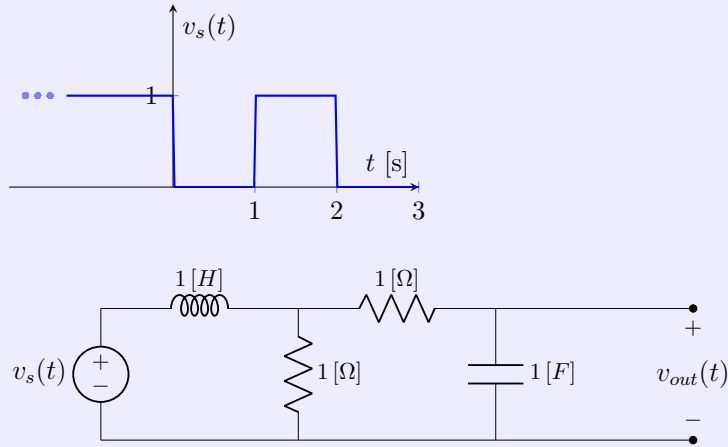 v_s(t)
1
t [s]
1 2 3
1 [H] 1 [Ω]
+
v_s(t) + − 1 [Ω] 1 [F] v_out(t)
−